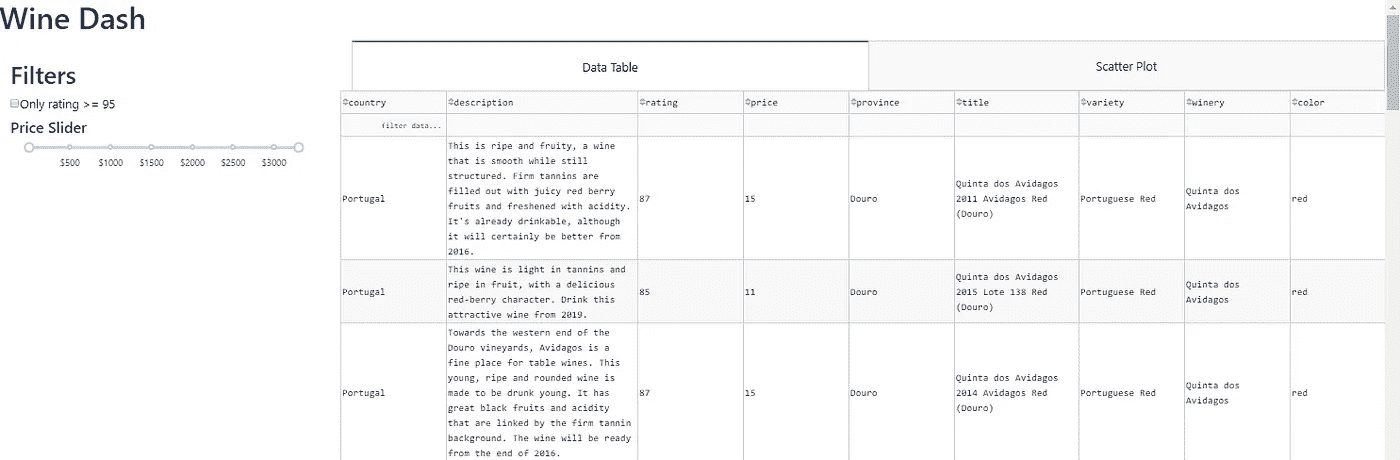 Wine Dash
Filters
Only rating >= 95
Price Slider
$500 $1000 $1500 $2000 $2500 $3000
Data Table Scatter Plot
country description rating price province title variety winery color
filter data...
Portugal
This is ripe and fruity, a wine
that is smooth while still
structured. Firm tannins are
filled out with juicy red berry
fruits and freshened with acidity.
It's already drinkable, although
it will certainly be better from
2016.
87
15
Douro
Quinta dos Avidagos
2011 Avidagos Red
(Douro)
Portuguese Red
Quinta dos
Avidagos
red
Portugal
This wine is light in tannins and
ripe in fruit, with a delicious
red-berry character. Drink this
attractive wine from 2019.
85
11
Douro
Quinta dos Avidagos
2015 Lote 138 Red
(Douro)
Portuguese Red
Quinta dos
Avidagos
red
Portugal
Towards the western end of the
Douro vineyards, Avidagos is a
fine place for table wines. This
young, ripe and rounded wine is
made to be drunk young. It has
great black fruits and acidity
that are linked by the firm tannin
background. The wine will be ready
from the end of 2016.
87
15
Douro
Quinta dos Avidagos
2014 Avidagos Red
(Douro)
Portuguese Red
Quinta dos
Avidagos
red